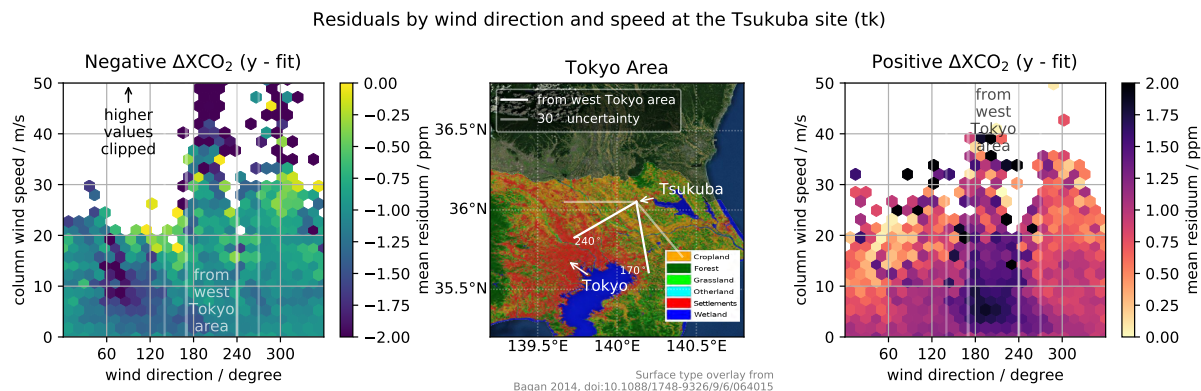 Residuals by wind direction and speed at the Tsukuba site (tk)
Negative ΔXCO₂ (y - fit)
50
40
30
20
10
0
column wind speed / m/s
60
120
180
240
300
wind direction / degree
higher
values
clipped
from
west
Tokyo
area
0.00
−0.25
−0.50
−0.75
−1.00
−1.25
−1.50
−1.75
−2.00
mean residuum / ppm
Tokyo Area
from west Tokyo area
30° uncertainty
36.5°N
36°N
35.5°N
139.5°E
140°E
140.5°E
Tsukuba
240°
170°
Tokyo
Cropland
Forest
Grassland
Otherland
Settlements
Wetland
Surface type overlay from
Bagan 2014, doi:10.1088/1748-9326/9/6/064015
Positive ΔXCO₂ (y - fit)
50
40
30
20
10
0
column wind speed / m/s
60
120
180
240
300
wind direction / degree
from
west
Tokyo
area
2.00
1.75
1.50
1.25
1.00
0.75
0.50
0.25
0.00
mean residuum / ppm